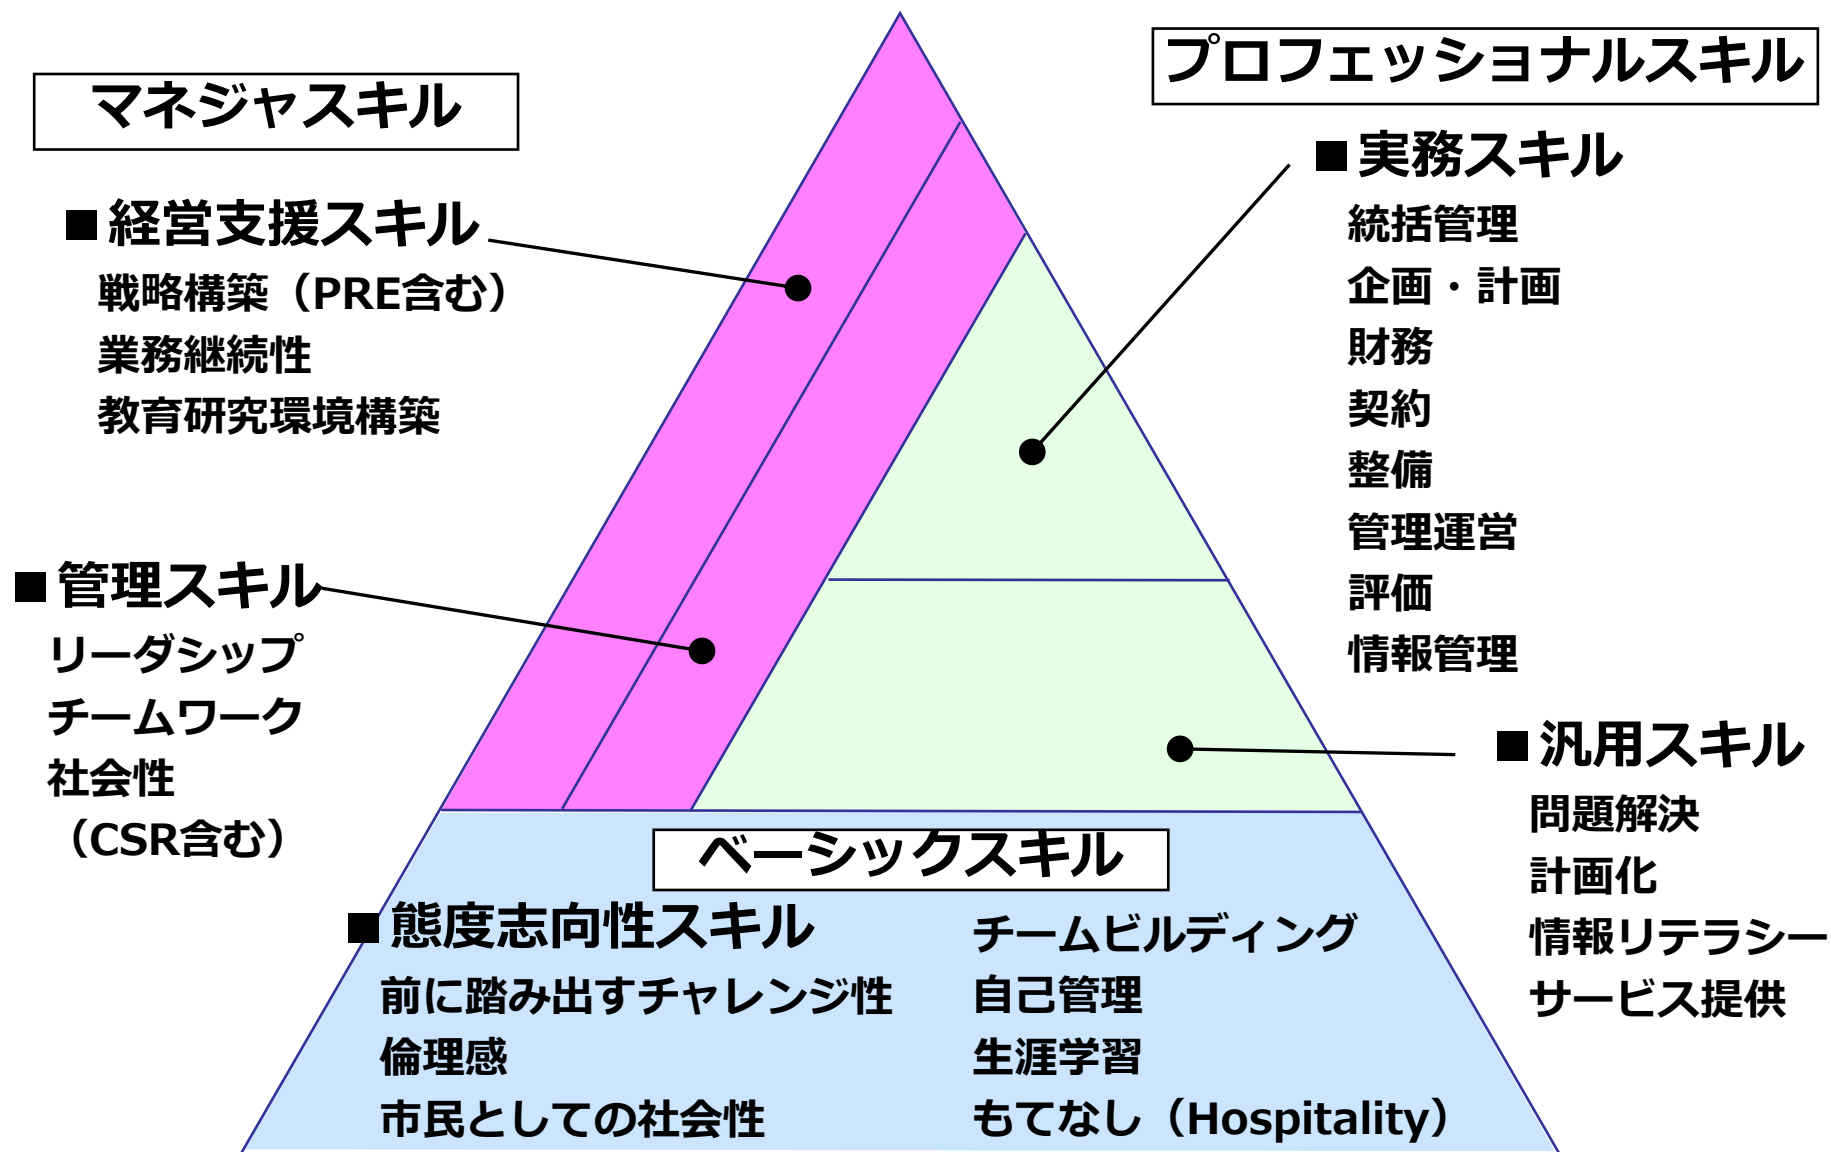 マネジャスキル
■経営支援スキル
戦略構築（PRE含む）
業務継続性
教育研究環境構築
■管理スキル
リーダシップ
チームワーク
社会性
（CSR含む）
プロフェッショナルスキル
■実務スキル
統括管理
企画・計画
財務
契約
整備
管理運営
評価
情報管理
■汎用スキル
問題解決
計画化
情報リテラシー
サービス提供
ベーシックスキル
■態度志向性スキル
前に踏み出すチャレンジ性
倫理感
市民としての社会性
チームビルディング
自己管理
生涯学習
もてなし（Hospitality）